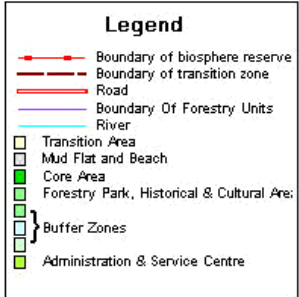 Legend
Boundary of biosphere reserve
Boundary of transition zone
Road
Boundary Of Forestry Units
River
Transition Area
Mud Flat and Beach
Core Area
Forestry Park, Historical & Cultural Area
Buffer Zones
Administration & Service Centre